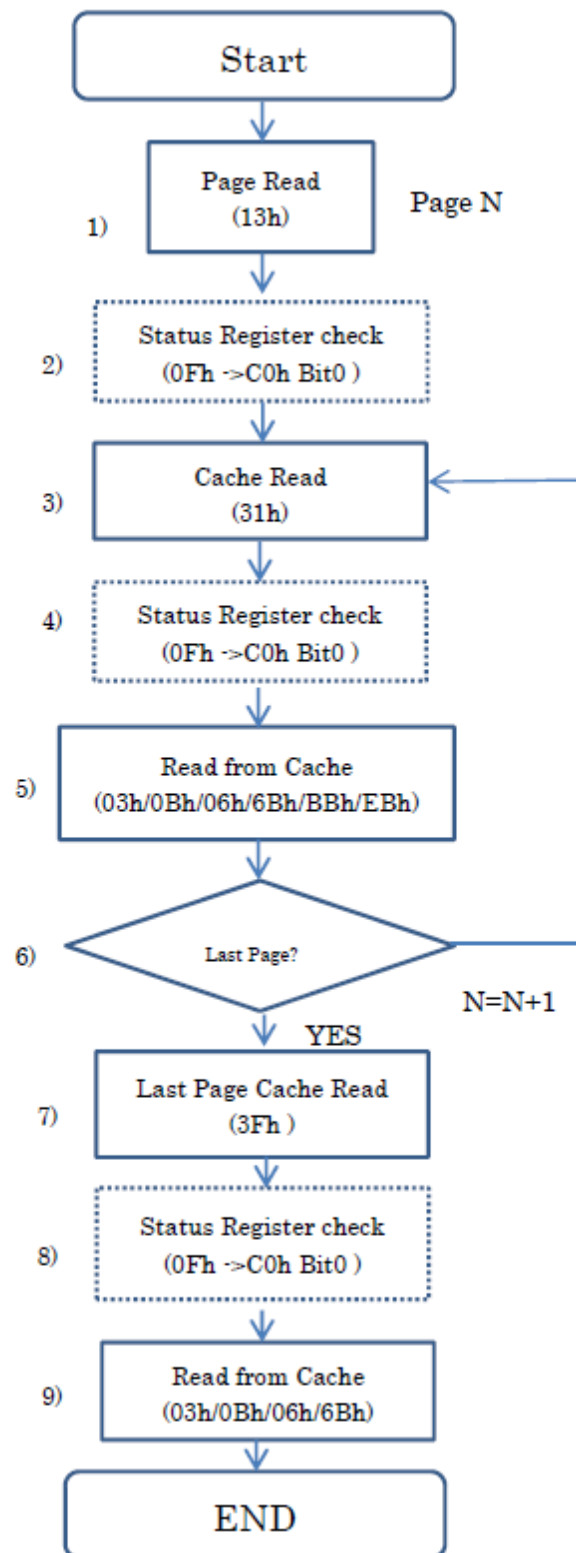 Start
Page Read
(13h)
Page N
1)
Status Register check
(0Fh ->C0h Bit0 )
2)
Cache Read
(31h)
3)
Status Register check
(0Fh ->C0h Bit0 )
4)
Read from Cache
(03h/0Bh/06h/6Bh/BBh/EBh)
5)
Last Page?
6)
N=N+1
YES
Last Page Cache Read
(3Fh )
7)
Status Register check
(0Fh ->C0h Bit0 )
8)
Read from Cache
(03h/0Bh/06h/6Bh)
9)
END